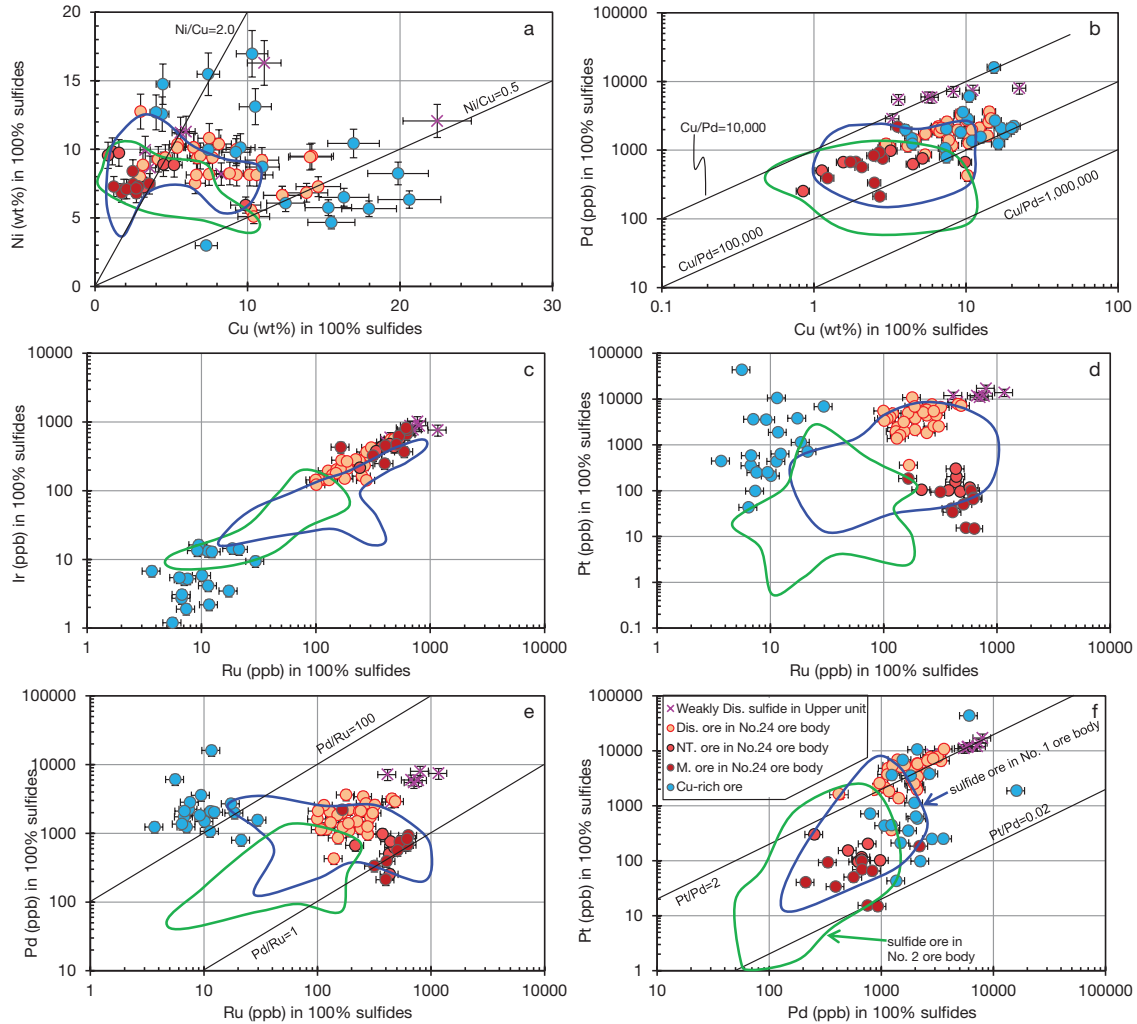 a
Ni/Cu=2.0
Ni/Cu=0.5
20
15
10
5
0
0 10 20 30
Ni (wt%) in 100% sulfides
Cu (wt%) in 100% sulfides
b
Cu/Pd=10,000
Cu/Pd=100,000
Cu/Pd=1,000,000
100000
10000
1000
100
10
0.1 1 10 100
Pd (ppb) in 100% sulfides
Cu (wt%) in 100% sulfides
c
10000
1000
100
10
1
1 10 100 1000 10000
Ir (ppb) in 100% sulfides
Ru (ppb) in 100% sulfides
d
100000
10000
1000
100
10
1
0.1
1 10 100 1000 10000
Pt (ppb) in 100% sulfides
Ru (ppb) in 100% sulfides
e
Pd/Ru=100
Pd/Ru=1
100000
10000
1000
100
10
1 10 100 1000 10000
Pd (ppb) in 100% sulfides
Ru (ppb) in 100% sulfides
f
Weakly Dis. sulfide in Upper unit
Dis. ore in No.24 ore body
NT. ore in No.24 ore body
M. ore in No.24 ore body
Cu-rich ore
sulfide ore in No. 1 ore body
Pt/Pd=0.02
Pt/Pd=2
sulfide ore in
No. 2 ore body
100000
10000
1000
100
10
1
10 100 1000 10000 100000
Pt (ppb) in 100% sulfides
Pd (ppb) in 100% sulfides